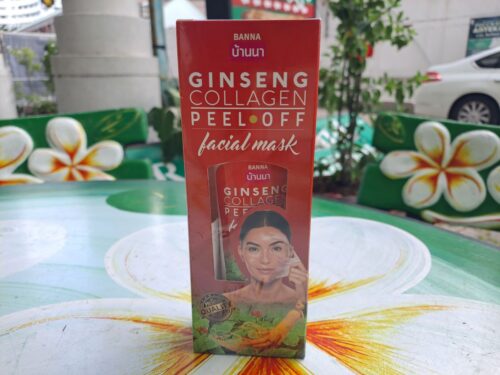 BANNA
บ้านนา
GINSENG
COLLAGEN
PEEL•OFF
facial mask
BANNA
บ้านนา
GINSENG
COLLAGEN
QUALITY